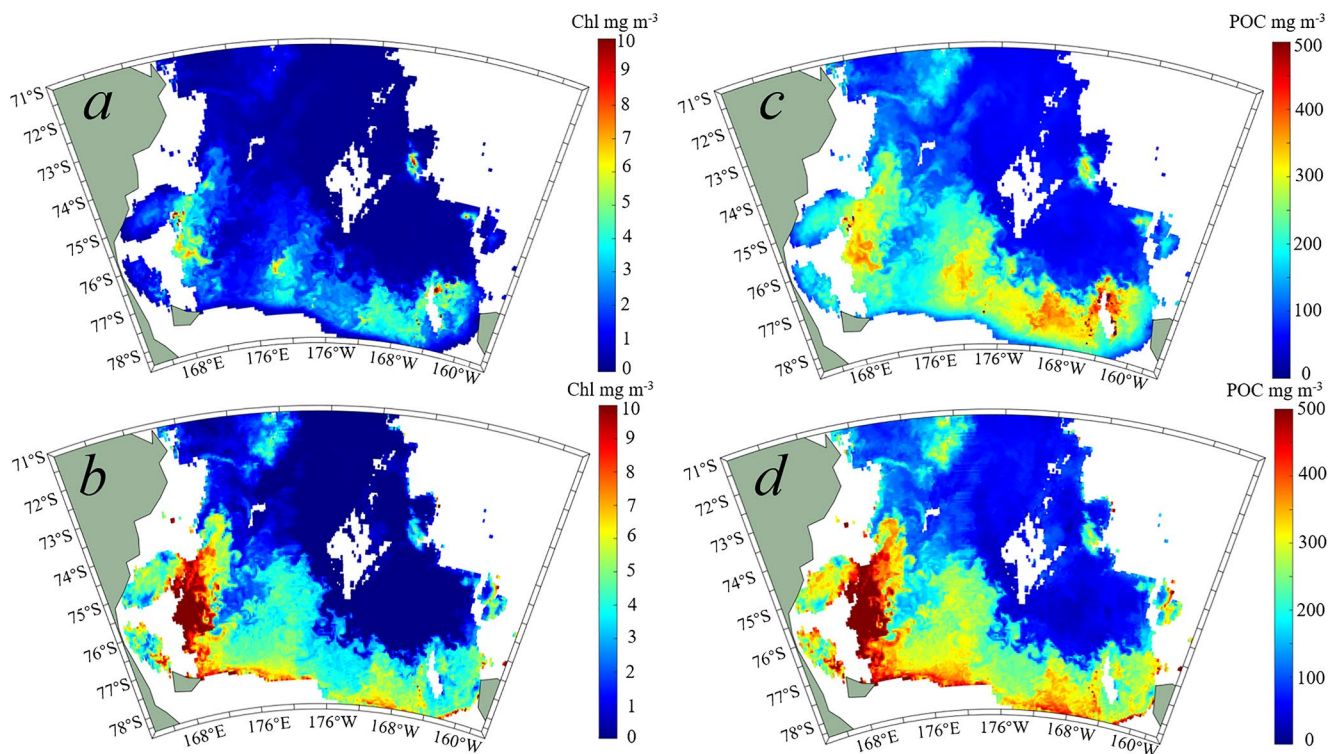 Chl mg m⁻³
10
9
8
7
6
5
4
3
2
1
0
a
71°S
72°S
73°S
74°S
75°S
76°S
77°S
78°S
168°E
176°E
176°W
168°W
160°W
POC mg m⁻³
500
400
300
200
100
0
c
71°S
72°S
73°S
74°S
75°S
76°S
77°S
78°S
168°E
176°E
176°W
168°W
160°W
Chl mg m⁻³
10
9
8
7
6
5
4
3
2
1
0
b
71°S
72°S
73°S
74°S
75°S
76°S
77°S
78°S
168°E
176°E
176°W
168°W
160°W
POC mg m⁻³
500
400
300
200
100
0
d
71°S
72°S
73°S
74°S
75°S
76°S
77°S
78°S
168°E
176°E
176°W
168°W
160°W